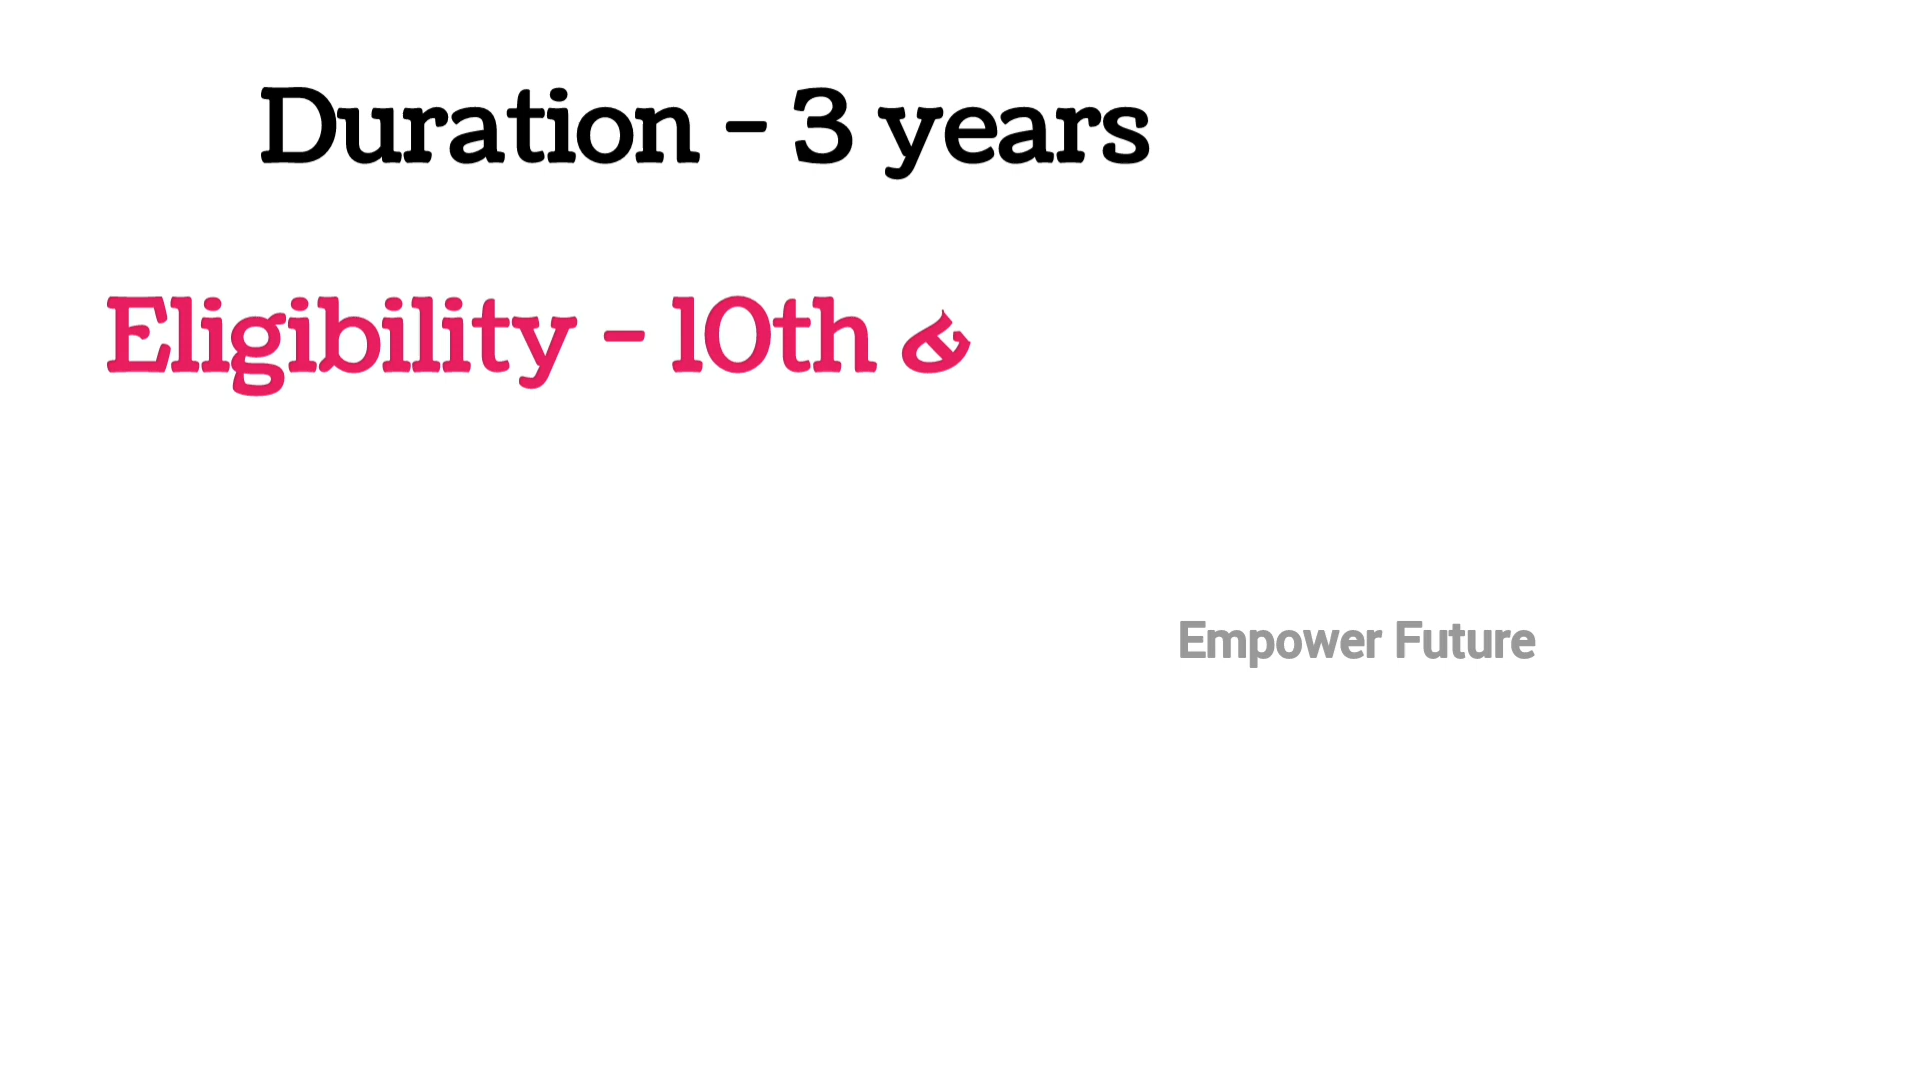 Duration - 3 years
Eligibility - 10th &
Empower Future